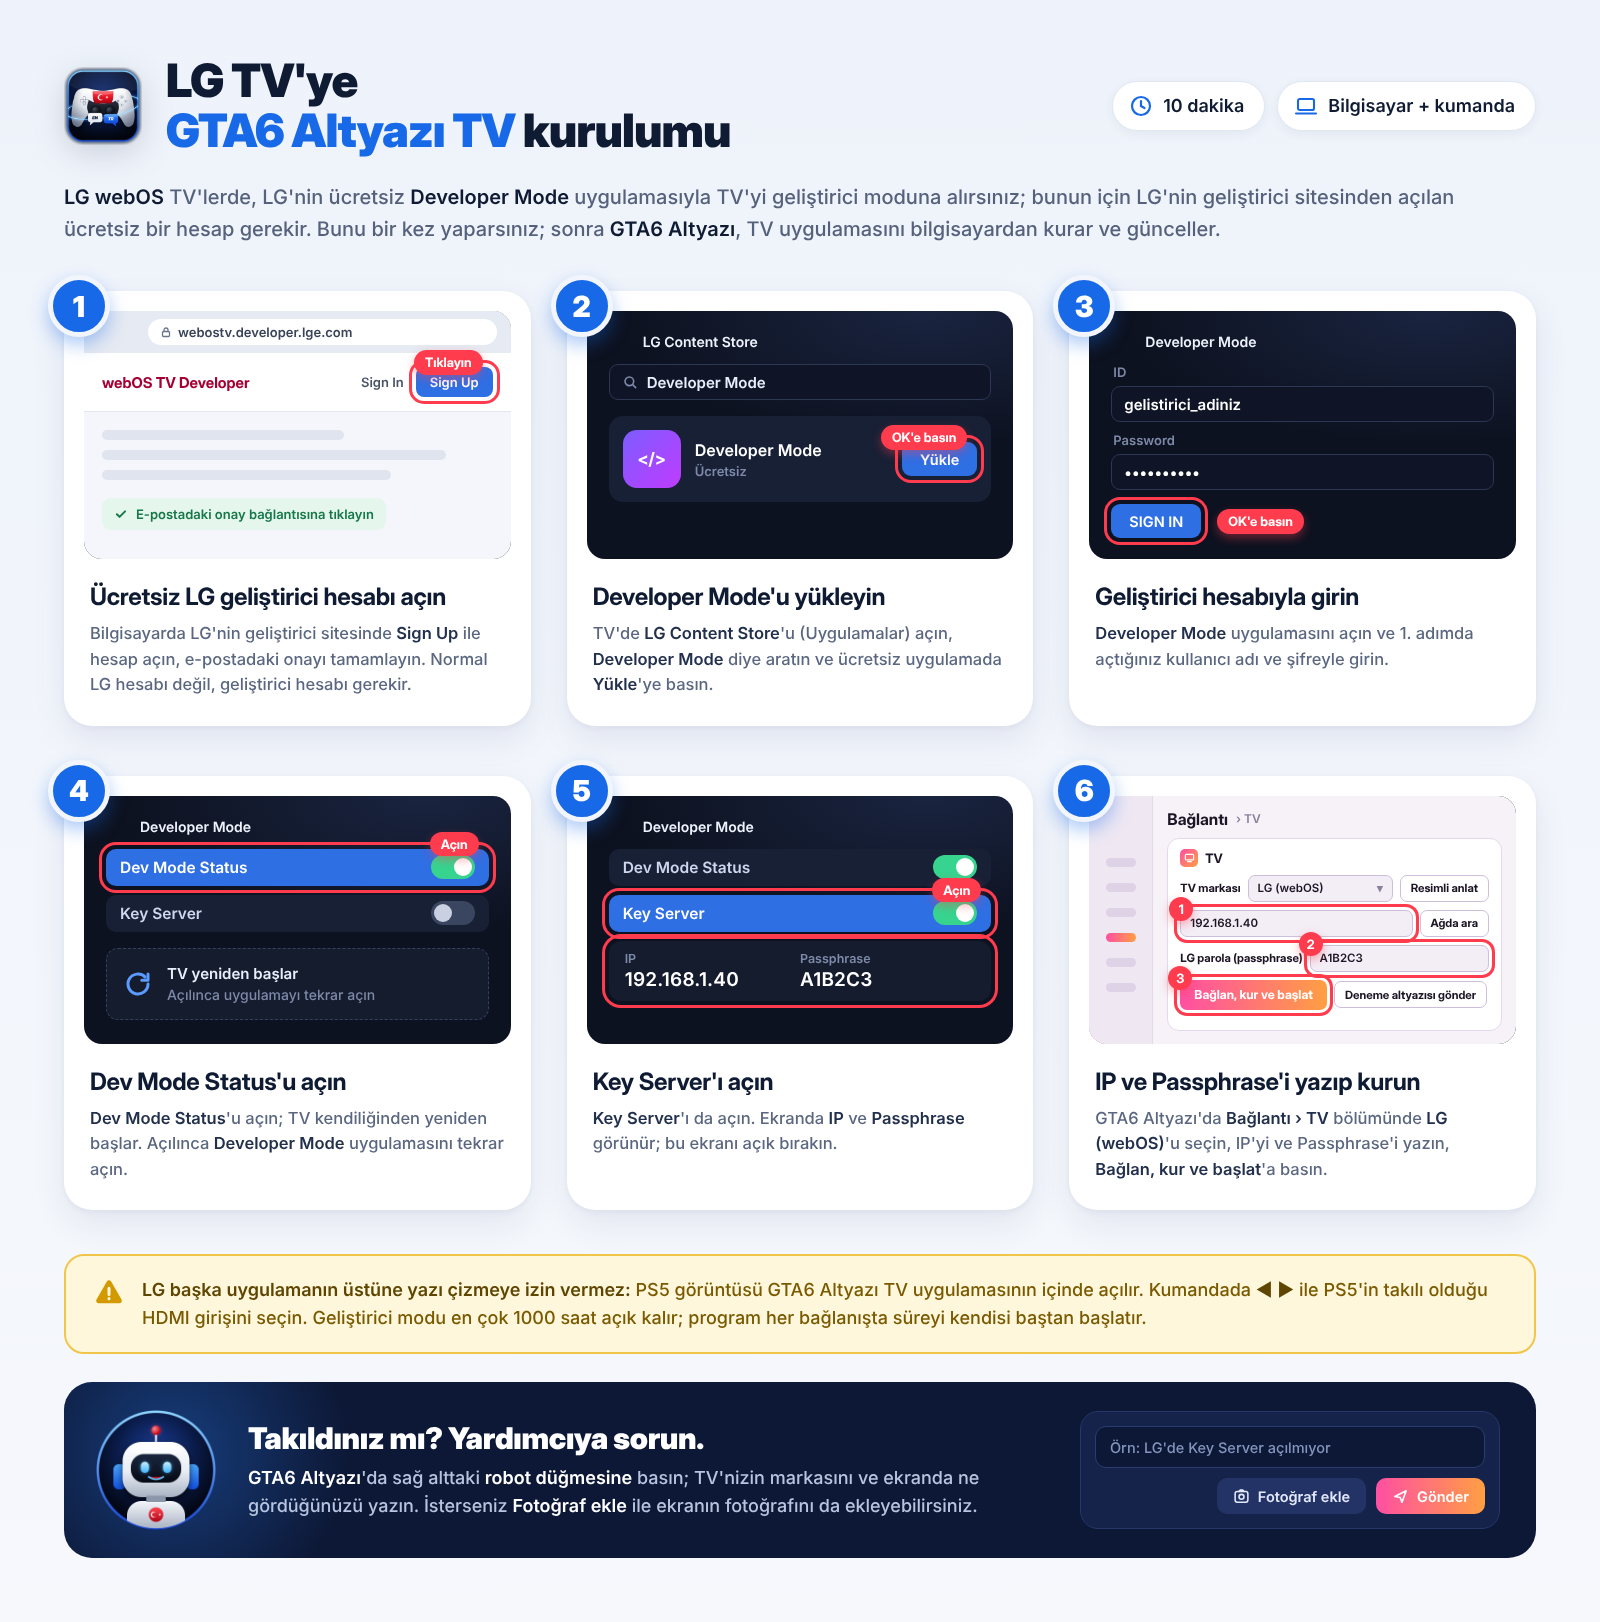 LG TV'ye
GTA6 Altyazı TV kurulumu
10 dakika
Bilgisayar + kumanda
LG webOS TV'lerde, LG'nin ücretsiz Developer Mode uygulamasıyla TV'yi geliştirici moduna alırsınız; bunun için LG'nin geliştirici sitesinden açılan
ücretsiz bir hesap gerekir. Bunu bir kez yaparsınız; sonra GTA6 Altyazı, TV uygulamasını bilgisayardan kurar ve günceller.
1
webostv.developer.lge.com
Tıklayın
webOS TV Developer
Sign In
Sign Up
E-postadaki onay bağlantısına tıklayın
Ücretsiz LG geliştirici hesabı açın
Bilgisayarda LG'nin geliştirici sitesinde Sign Up ile
hesap açın, e-postadaki onayı tamamlayın. Normal
LG hesabı değil, geliştirici hesabı gerekir.
2
LG Content Store
Developer Mode
</>
Developer Mode
Ücretsiz
OK'e basın
Yükle
Developer Mode'u yükleyin
TV'de LG Content Store'u (Uygulamalar) açın,
Developer Mode diye aratın ve ücretsiz uygulamada
Yükle'ye basın.
3
Developer Mode
ID
gelistirici_adiniz
Password
••••••••••
SIGN IN
OK'e basın
Geliştirici hesabıyla girin
Developer Mode uygulamasını açın ve 1. adımda
açtığınız kullanıcı adı ve şifreyle girin.
4
Developer Mode
Açın
Dev Mode Status
Key Server
TV yeniden başlar
Açılınca uygulamayı tekrar açın
Dev Mode Status'u açın
Dev Mode Status'u açın; TV kendiliğinden yeniden
başlar. Açılınca Developer Mode uygulamasını tekrar
açın.
5
Developer Mode
Dev Mode Status
Açın
Key Server
IP
Passphrase
192.168.1.40
A1B2C3
Key Server'ı açın
Key Server'ı da açın. Ekranda IP ve Passphrase
görünür; bu ekranı açık bırakın.
6
Bağlantı › TV
TV
TV markası
LG (webOS)
Resimli anlat
1
192.168.1.40
Ağda ara
2
LG parola (passphrase)
A1B2C3
3
Bağlan, kur ve başlat
Deneme altyazısı gönder
IP ve Passphrase'i yazıp kurun
GTA6 Altyazı'da Bağlantı › TV bölümünde LG
(webOS)'u seçin, IP'yi ve Passphrase'i yazın,
Bağlan, kur ve başlat'a basın.
LG başka uygulamanın üstüne yazı çizmeye izin vermez: PS5 görüntüsü GTA6 Altyazı TV uygulamasının içinde açılır. Kumandada ◀ ▶ ile PS5'in takılı olduğu
HDMI girişini seçin. Geliştirici modu en çok 1000 saat açık kalır; program her bağlanışta süreyi kendisi baştan başlatır.
Takıldınız mı? Yardımcıya sorun.
GTA6 Altyazı'da sağ alttaki robot düğmesine basın; TV'nizin markasını ve ekranda ne
gördüğünüzü yazın. İsterseniz Fotoğraf ekle ile ekranın fotoğrafını da ekleyebilirsiniz.
Örn: LG'de Key Server açılmıyor
Fotoğraf ekle
Gönder